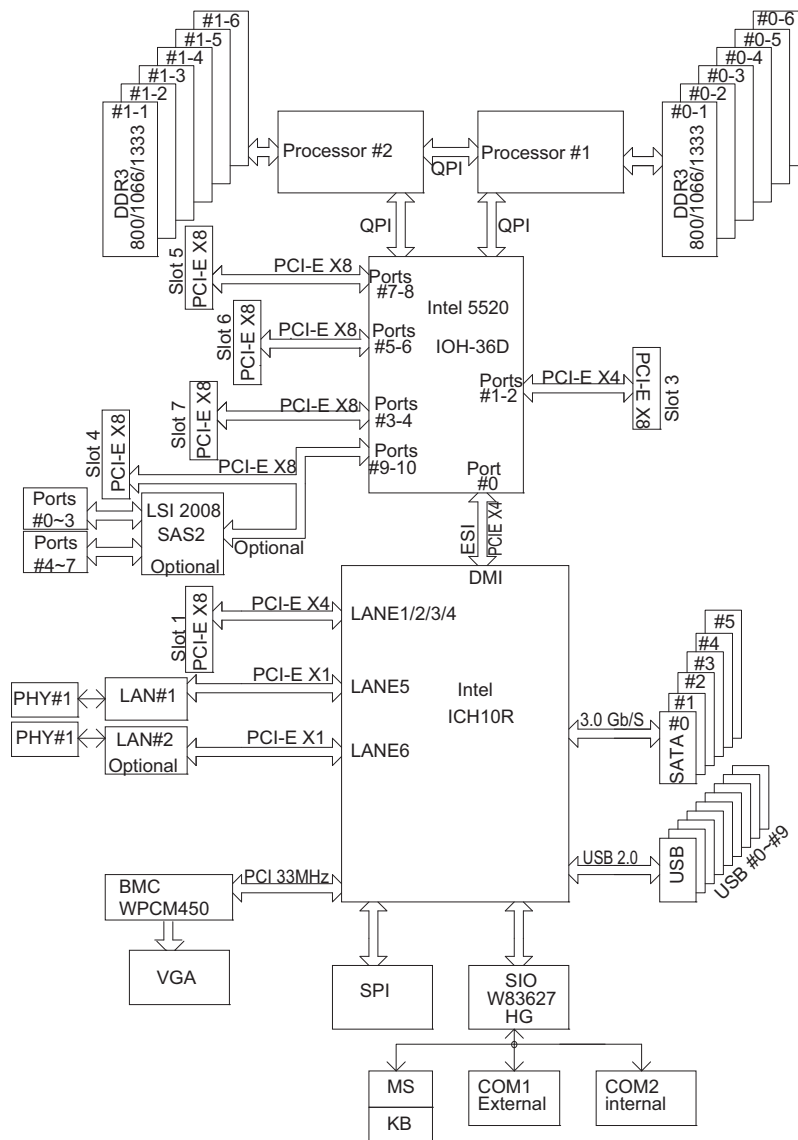 #1-6
#1-5
#1-4
#1-3
#1-2
#1-1
DDR3
800/1066/1333
#0-6
#0-5
#0-4
#0-3
#0-2
#0-1
DDR3
800/1066/1333
Processor #2
Processor #1
QPI
QPI
QPI
Slot 5
PCI-E X8
PCI-E X8
Ports
#7-8
Intel 5520
IOH-36D
Slot 6
PCI-E X8
PCI-E X8
Ports
#5-6
Ports
#1-2
PCI-E X4
PCI-E X8
Slot 3
Slot 7
PCI-E X8
PCI-E X8
Ports
#3-4
Slot 4
PCI-E X8
PCI-E X8
Ports
#9-10
Port
#0
Ports
#0~3
Ports
#4~7
LSI 2008
SAS2
Optional
Optional
ESI
PCIE X4
DMI
Slot 1
PCI-E X8
PCI-E X4
LANE1/2/3/4
PHY#1
LAN#1
PCI-E X1
LANE5
Intel
ICH10R
PHY#1
LAN#2
Optional
PCI-E X1
LANE6
3.0 Gb/S
#5
#4
#3
#2
#1
#0
SATA
USB 2.0
USB
USB #0~#9
BMC
WPCM450
PCI 33MHz
VGA
SPI
SIO
W83627
HG
MS
KB
COM1
External
COM2
internal